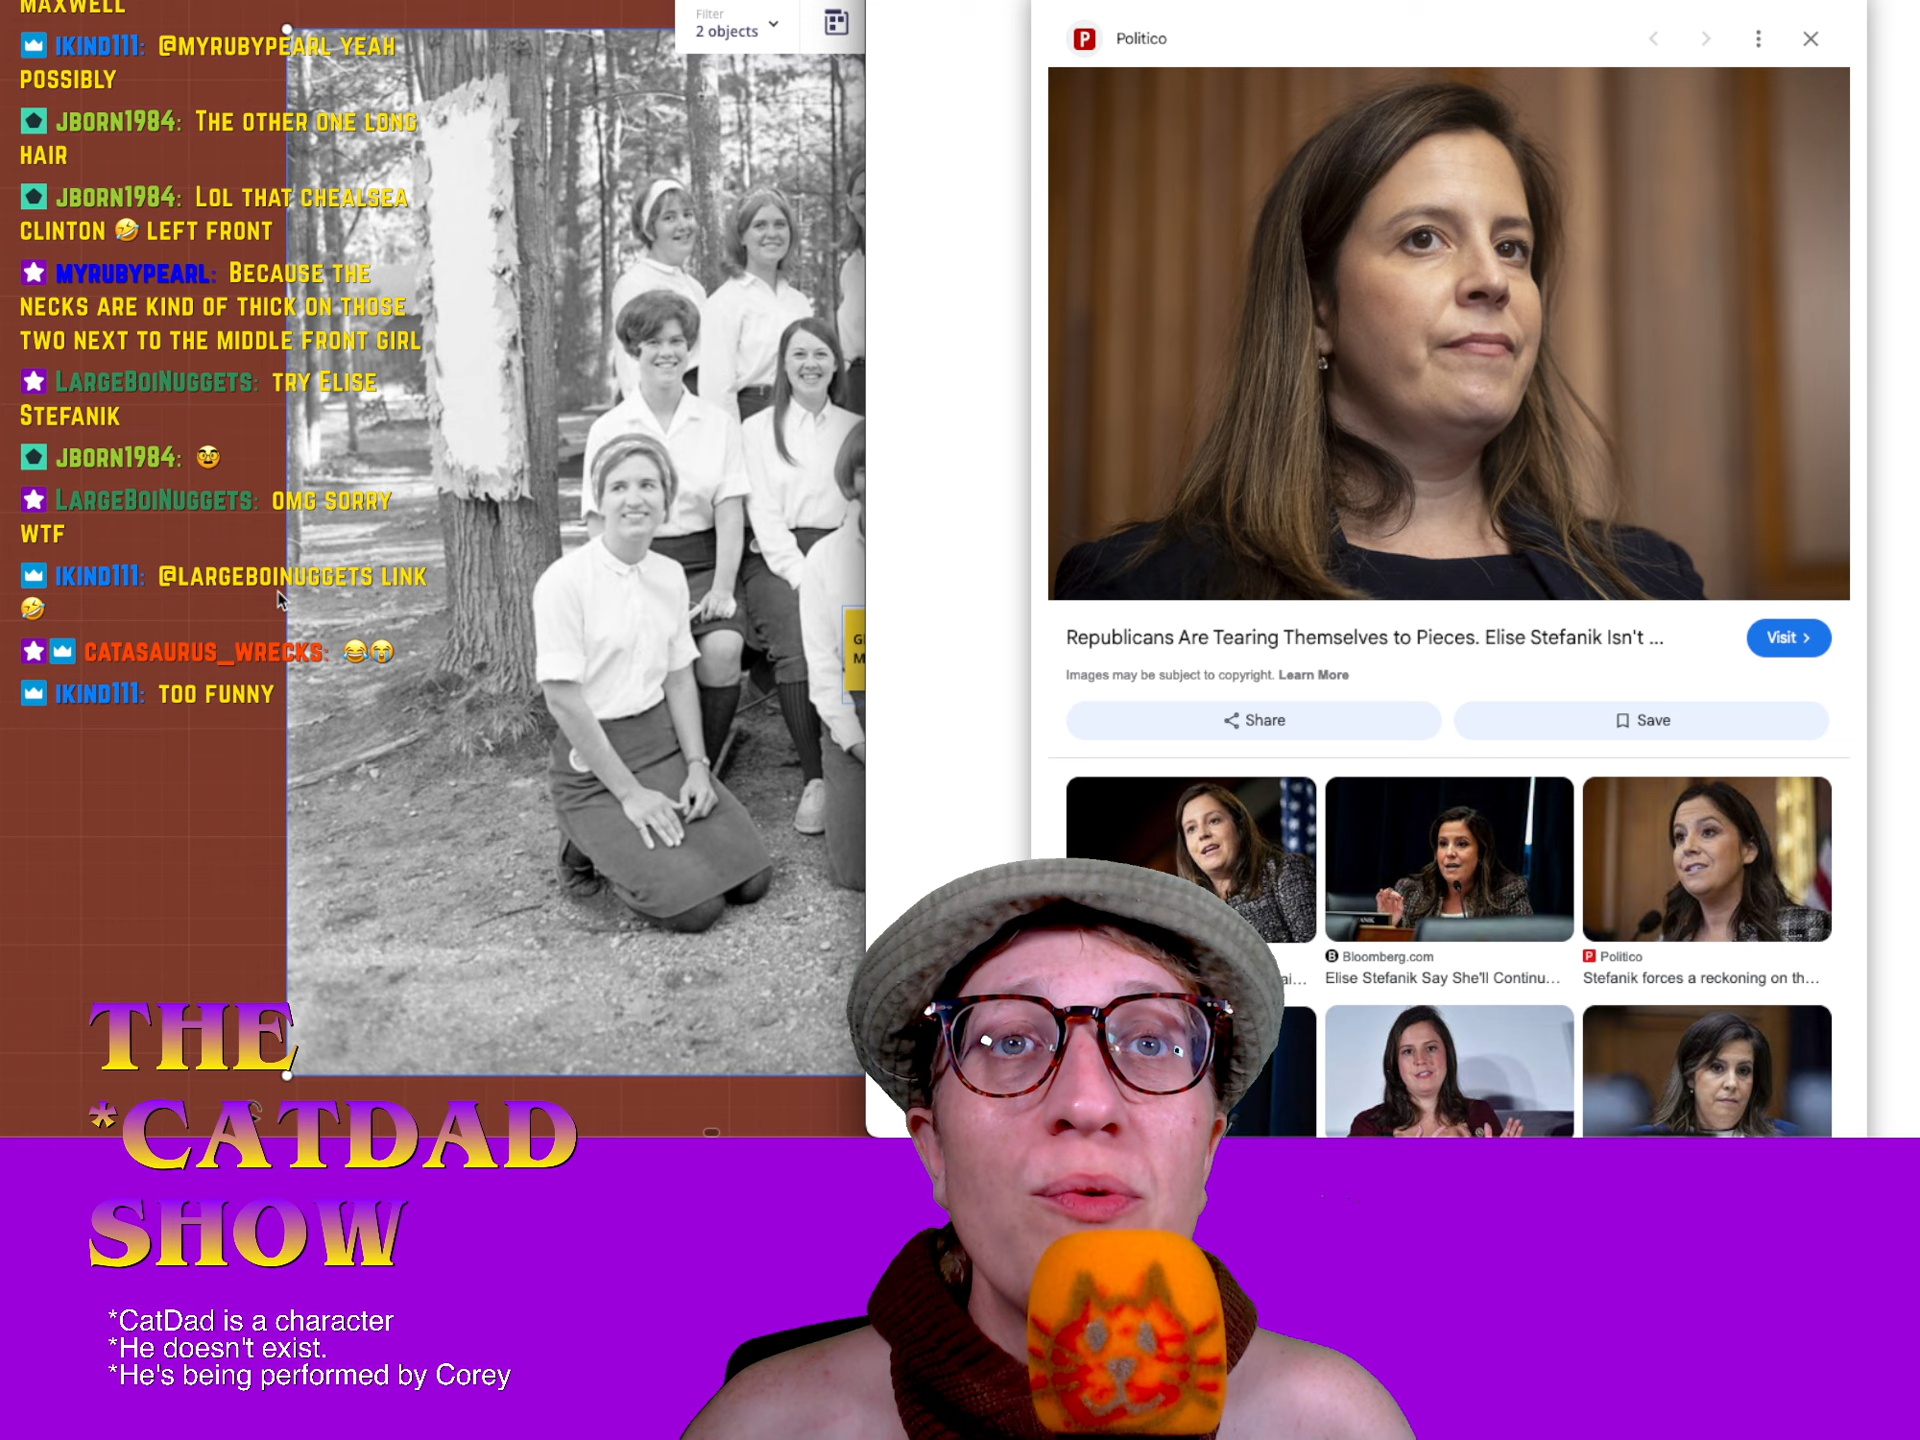 MAXWELL
IKIND111: @MYRUBYPEARL YEAH
POSSIBLY
JBORN1984: THE OTHER ONE LONG
HAIR
JBORN1984: LOL THAT CHEALSEA
CLINTON 🤣 LEFT FRONT
MYRUBYPEARL: BECAUSE THE
NECKS ARE KIND OF THICK ON THOSE
TWO NEXT TO THE MIDDLE FRONT GIRL
LARGEBOINUGGETS: TRY ELISE
STEFANIK
JBORN1984: 🥸
LARGEBOINUGGETS: OMG SORRY
WTF
IKIND111: @LARGEBOINUGGETS LINK
🤣
CATASAURUS_WRECKS: 😂😭
IKIND111: TOO FUNNY
Filter
2 objects
Politico
Republicans Are Tearing Themselves to Pieces. Elise Stefanik Isn't ...
Visit >
Images may be subject to copyright. Learn More
Share
Save
Bloomberg.com
Elise Stefanik Say She'll Continu...
Politico
Stefanik forces a reckoning on th...
THE
*CATDAD
SHOW
*CatDad is a character
*He doesn't exist.
*He's being performed by Corey